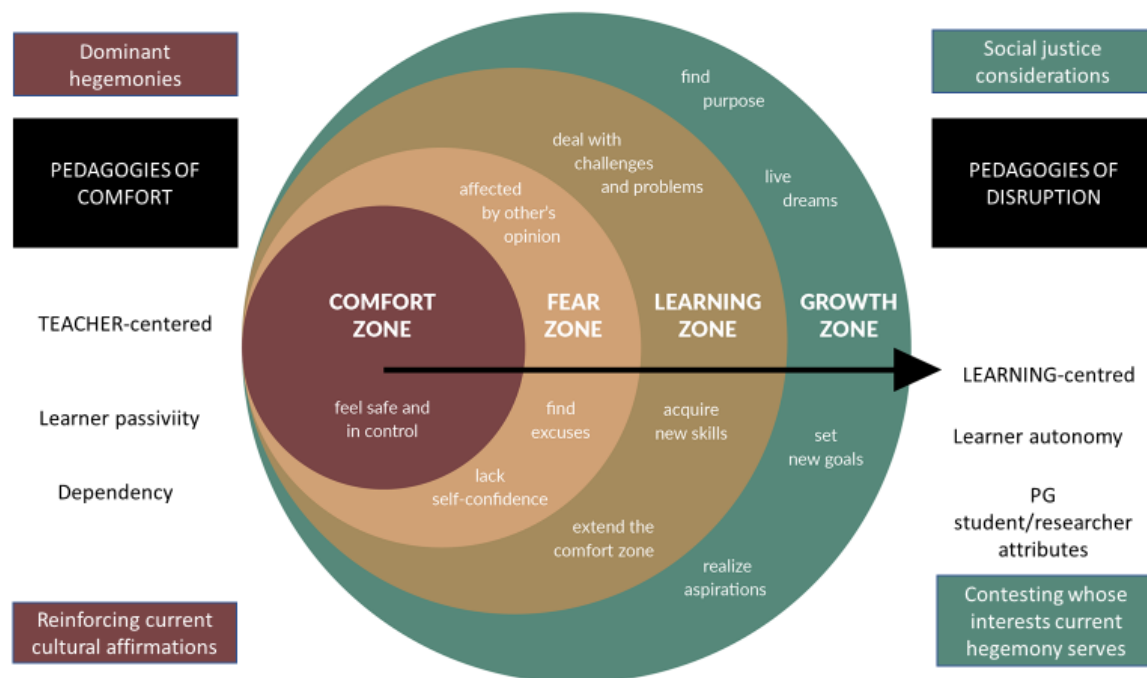 Dominant
hegemonies
PEDAGOGIES OF
COMFORT
TEACHER-centered
Learner passiviity
Dependency
Reinforcing current
cultural affirmations
COMFORT
ZONE
feel safe and
in control
FEAR
ZONE
affected
by other's
opinion
find
excuses
lack
self-confidence
LEARNING
ZONE
deal with
challenges
and problems
acquire
new skills
extend the
comfort zone
GROWTH
ZONE
find
purpose
live
dreams
set
new goals
realize
aspirations
Social justice
considerations
PEDAGOGIES OF
DISRUPTION
LEARNING-centred
Learner autonomy
PG
student/researcher
attributes
Contesting whose
interests current
hegemony serves